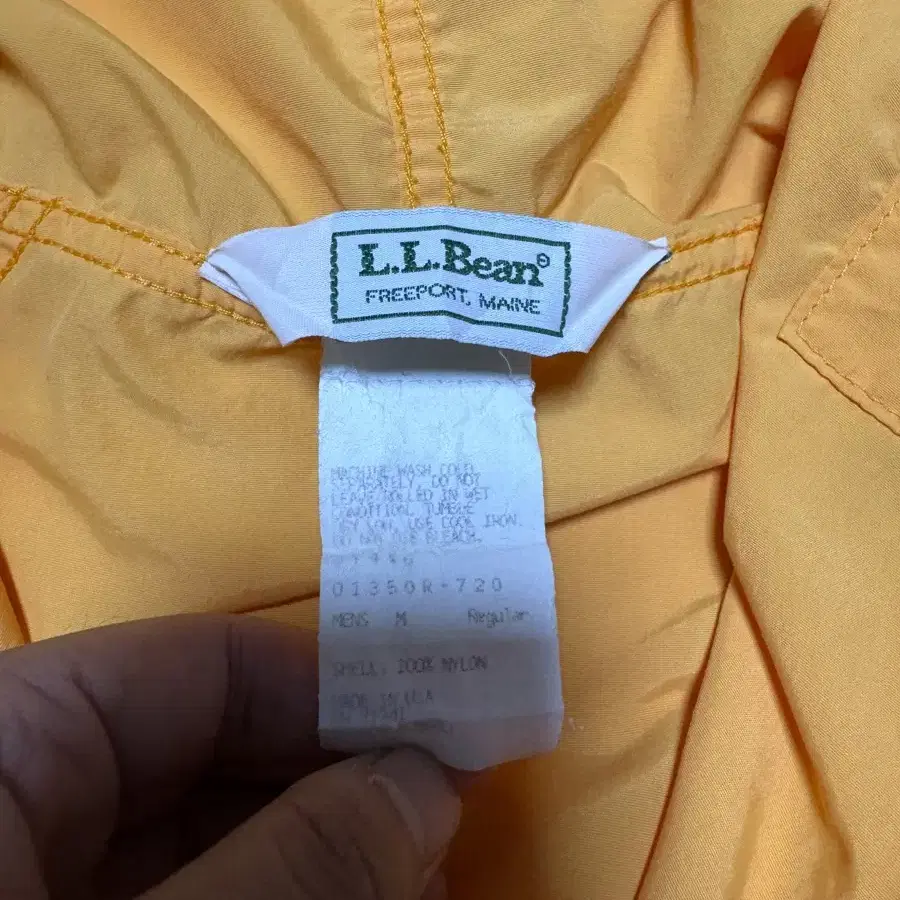 L.L.Bean®
FREEPORT, MAINE
MACHINE WASH COLD
SEPARATELY, DO NOT
LEAVE ROLLED IN WET
CONDITION, TUMBLE
DRY LOW, USE COOL IRON.
DO NOT USE BLEACH.
01350R-720
MENS M Regular
SHELL, 100% NYLON
MADE IN USA